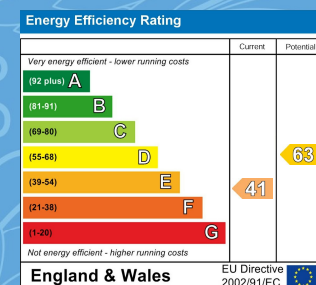 Energy Efficiency Rating
Current Potential
Very energy efficient - lower running costs
(92 plus) A
(81-91) B
(69-80) C
(55-68) D
63
(39-54) E
41
(21-38) F
(1-20) G
Not energy efficient - higher running costs
England & Wales
EU Directive
2002/91/EC